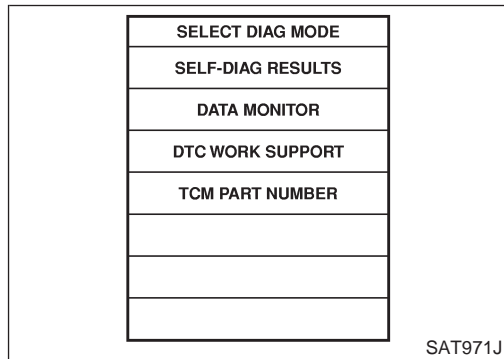 SELECT DIAG MODE
SELF-DIAG RESULTS
DATA MONITOR
DTC WORK SUPPORT
TCM PART NUMBER
SAT971J